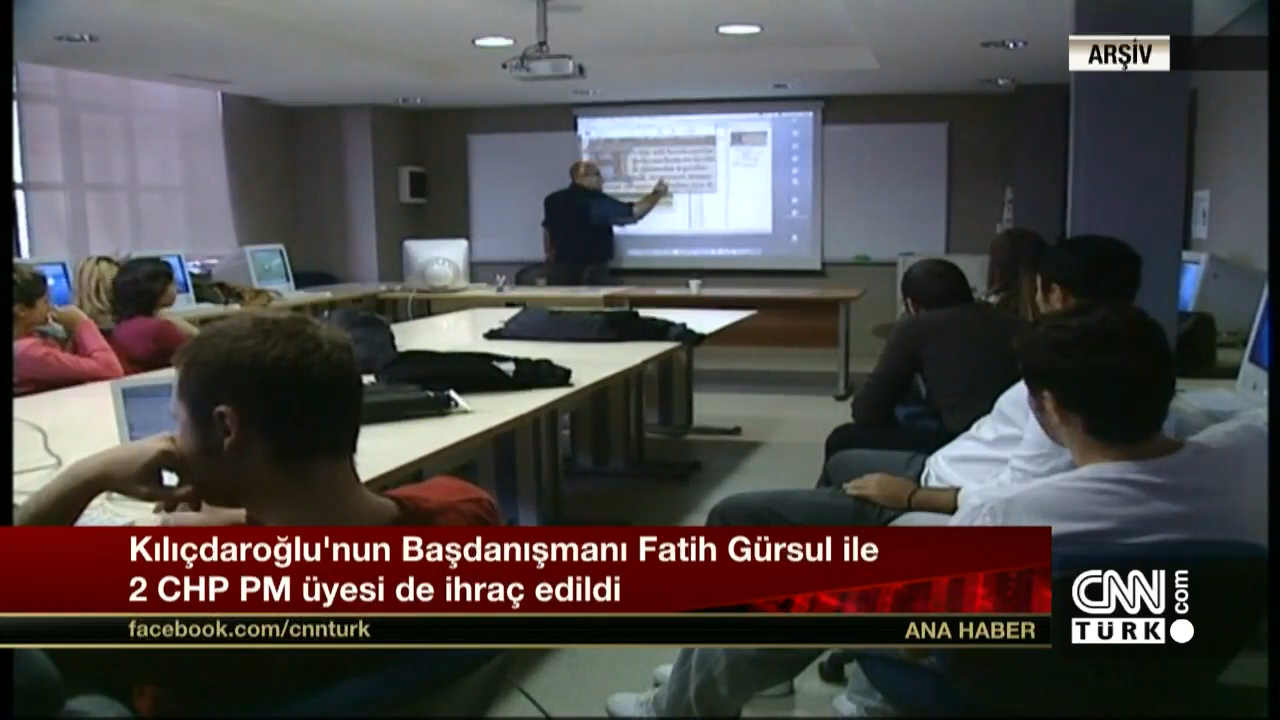 ARŞİV
Kılıçdaroğlu'nun Başdanışmanı Fatih Gürsul ile
2 CHP PM üyesi de ihraç edildi
facebook.com/cnnturk
ANA HABER
CNN
TÜRK
.com